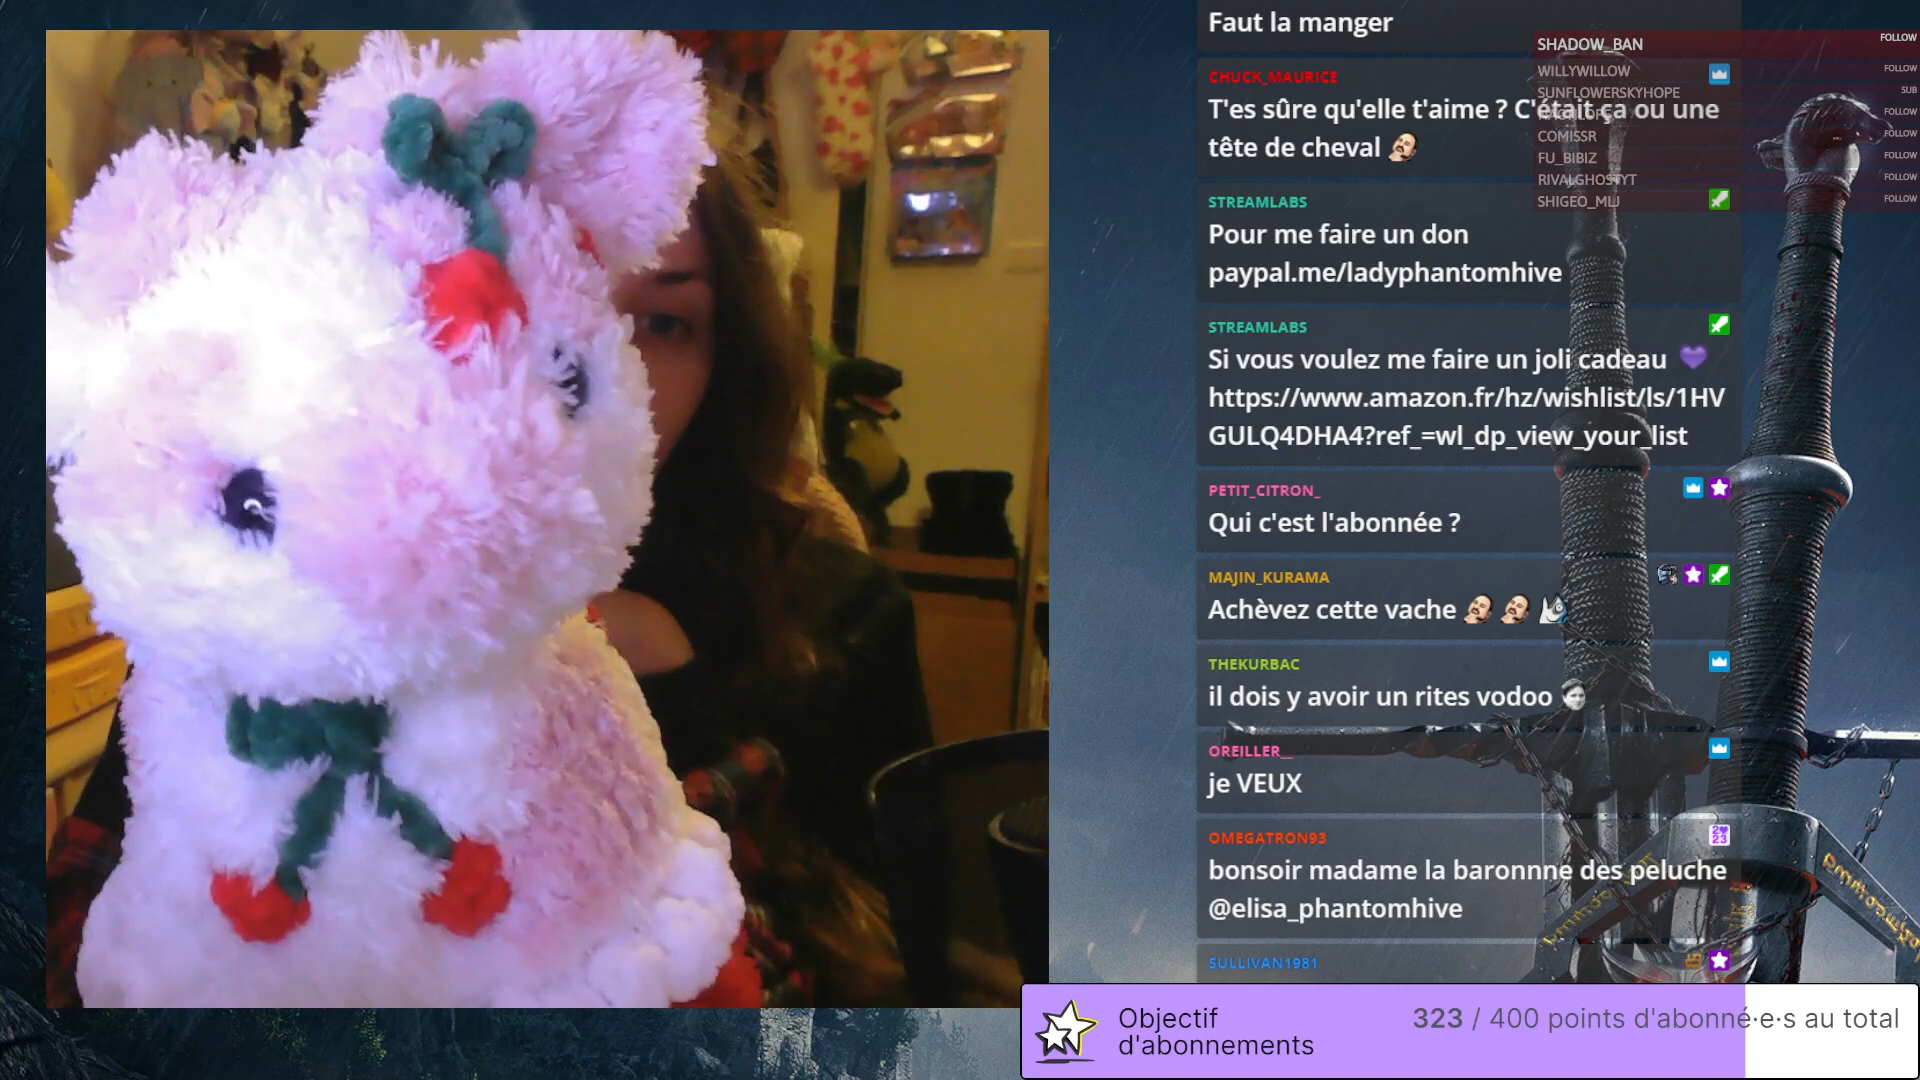 Faut la manger
CHUCK_MAURICE
T'es sûre qu'elle t'aime ? C'était ça ou une
tête de cheval
STREAMLABS
Pour me faire un don
paypal.me/ladyphantomhive
STREAMLABS
Si vous voulez me faire un joli cadeau
https://www.amazon.fr/hz/wishlist/ls/1HV
GULQ4DHA4?ref_=wl_dp_view_your_list
PETIT_CITRON_
Qui c'est l'abonnée ?
MAJIN_KURAMA
Achèvez cette vache
THEKURBAC
il dois y avoir un rites vodoo
OREILLER__
je VEUX
OMEGATRON93
bonsoir madame la baronnne des peluche
@elisa_phantomhive
SULLIVAN1981
SHADOW_BAN FOLLOW
WILLYWILLOW FOLLOW
SUNFLOWERSKYHOPE SUB
FOLLOW
COMISSR FOLLOW
FU_BIBIZ FOLLOW
RIVALGHOSTYT FOLLOW
SHIGEO_MLJ FOLLOW
Objectif
d'abonnements
323 / 400 points d'abonné·e·s au total